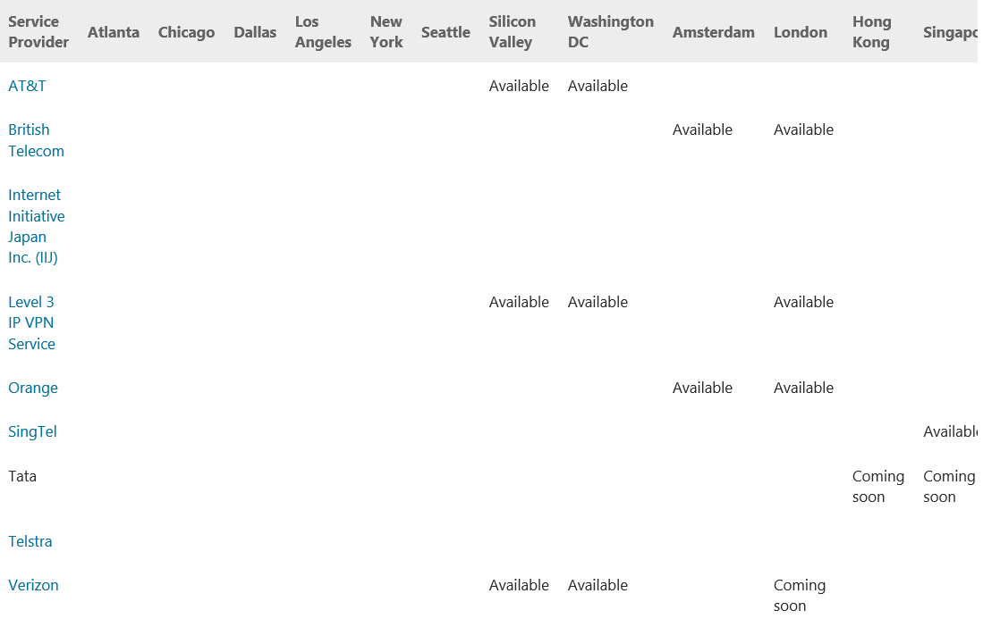 Service Provider Atlanta Chicago Dallas Los Angeles New York Seattle Silicon Valley Washington DC Amsterdam London Hong Kong Singapo
AT&T Available Available
British Telecom Available Available
Internet Initiative Japan Inc. (IIJ)
Level 3 IP VPN Service Available Available Available
Orange Available Available
SingTel Availabl
Tata Coming soon Coming soon
Telstra
Verizon Available Available Coming soon